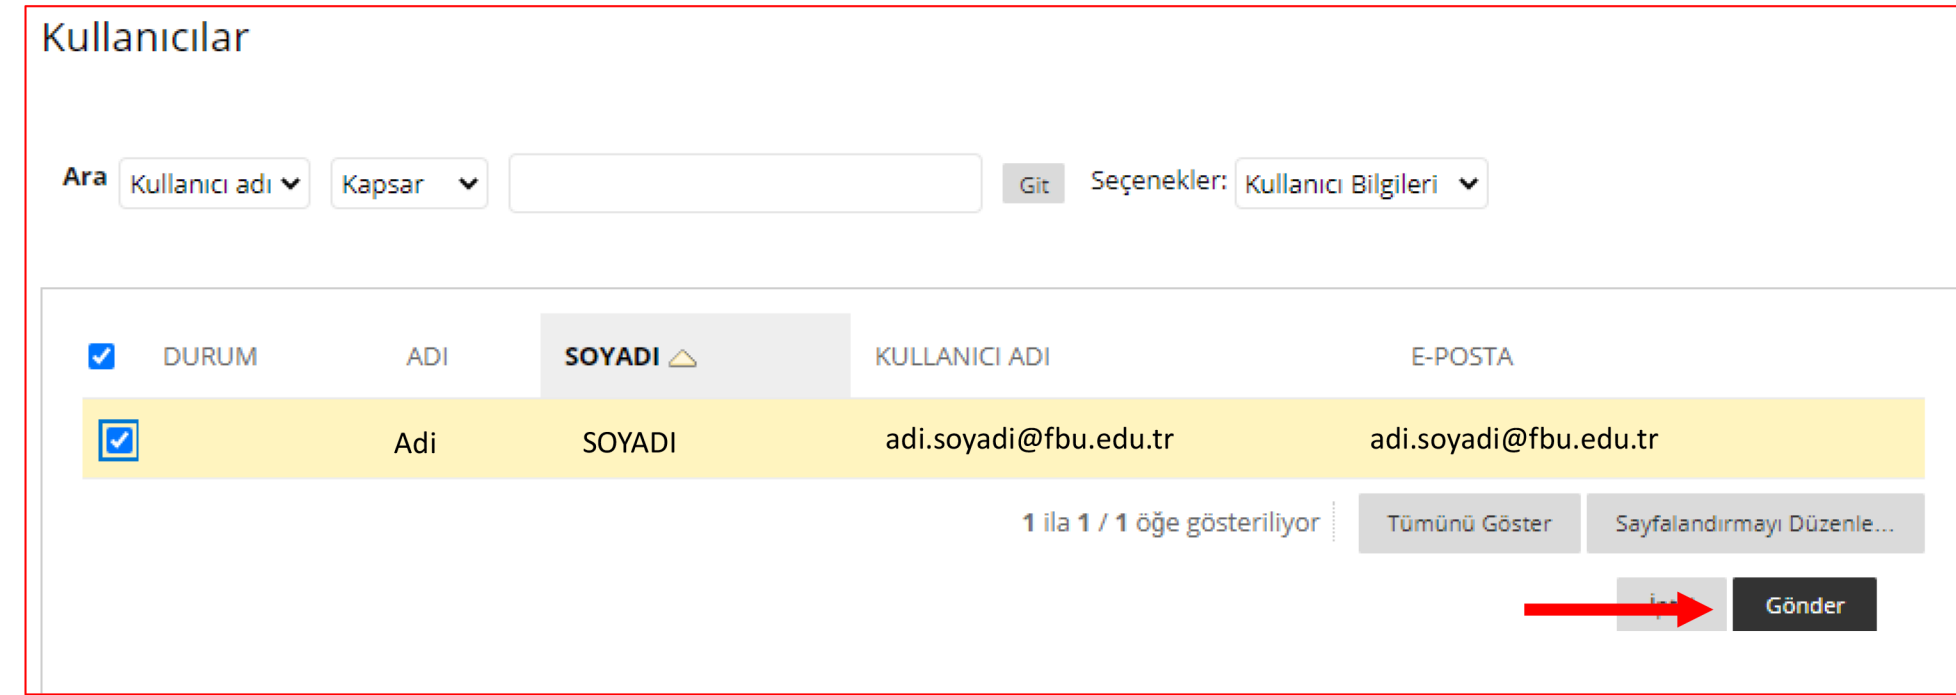 Kullanıcılar
Ara Kullanıcı adı Kapsar Git Seçenekler: Kullanıcı Bilgileri
DURUM ADI SOYADI KULLANICI ADI E-POSTA
Adi SOYADI adi.soyadi@fbu.edu.tr adi.soyadi@fbu.edu.tr
1 ila 1 / 1 öğe gösteriliyor Tümünü Göster Sayfalandırmayı Düzenle...
Gönder